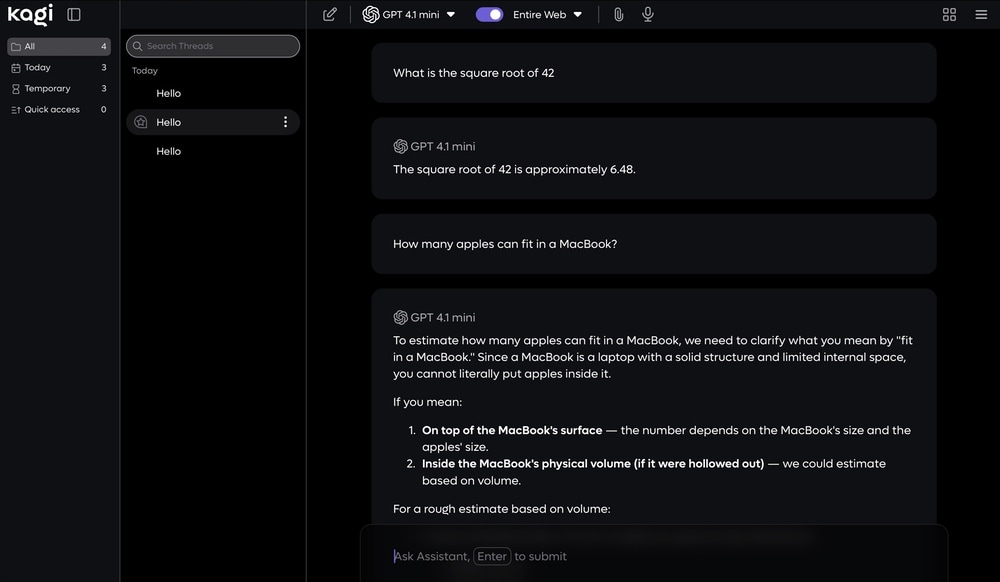 kagi
All 4
Today 3
Temporary 3
Quick access 0
Search Threads
Today
Hello
Hello
Hello
GPT 4.1 mini
Entire Web
What is the square root of 42
GPT 4.1 mini
The square root of 42 is approximately 6.48.
How many apples can fit in a MacBook?
GPT 4.1 mini
To estimate how many apples can fit in a MacBook, we need to clarify what you mean by "fit
in a MacBook." Since a MacBook is a laptop with a solid structure and limited internal space,
you cannot literally put apples inside it.
If you mean:
1. On top of the MacBook's surface — the number depends on the MacBook's size and the
apples' size.
2. Inside the MacBook's physical volume (if it were hollowed out) — we could estimate
based on volume.
For a rough estimate based on volume:
Ask Assistant, Enter to submit